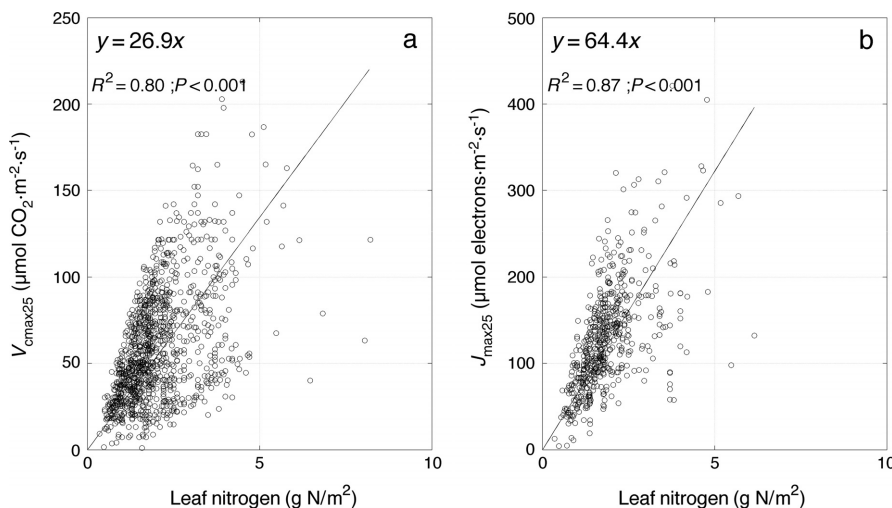 y = 26.9x
a
R² = 0.80 ;P < 0.001
250
200
150
100
50
0
0
5
10
Vcmax25 (μmol CO₂·m⁻²·s⁻¹)
Leaf nitrogen (g N/m²)
y = 64.4x
b
R² = 0.87 ;P < 0.001
500
400
300
200
100
0
0
5
10
Jmax25 (μmol electrons·m⁻²·s⁻¹)
Leaf nitrogen (g N/m²)